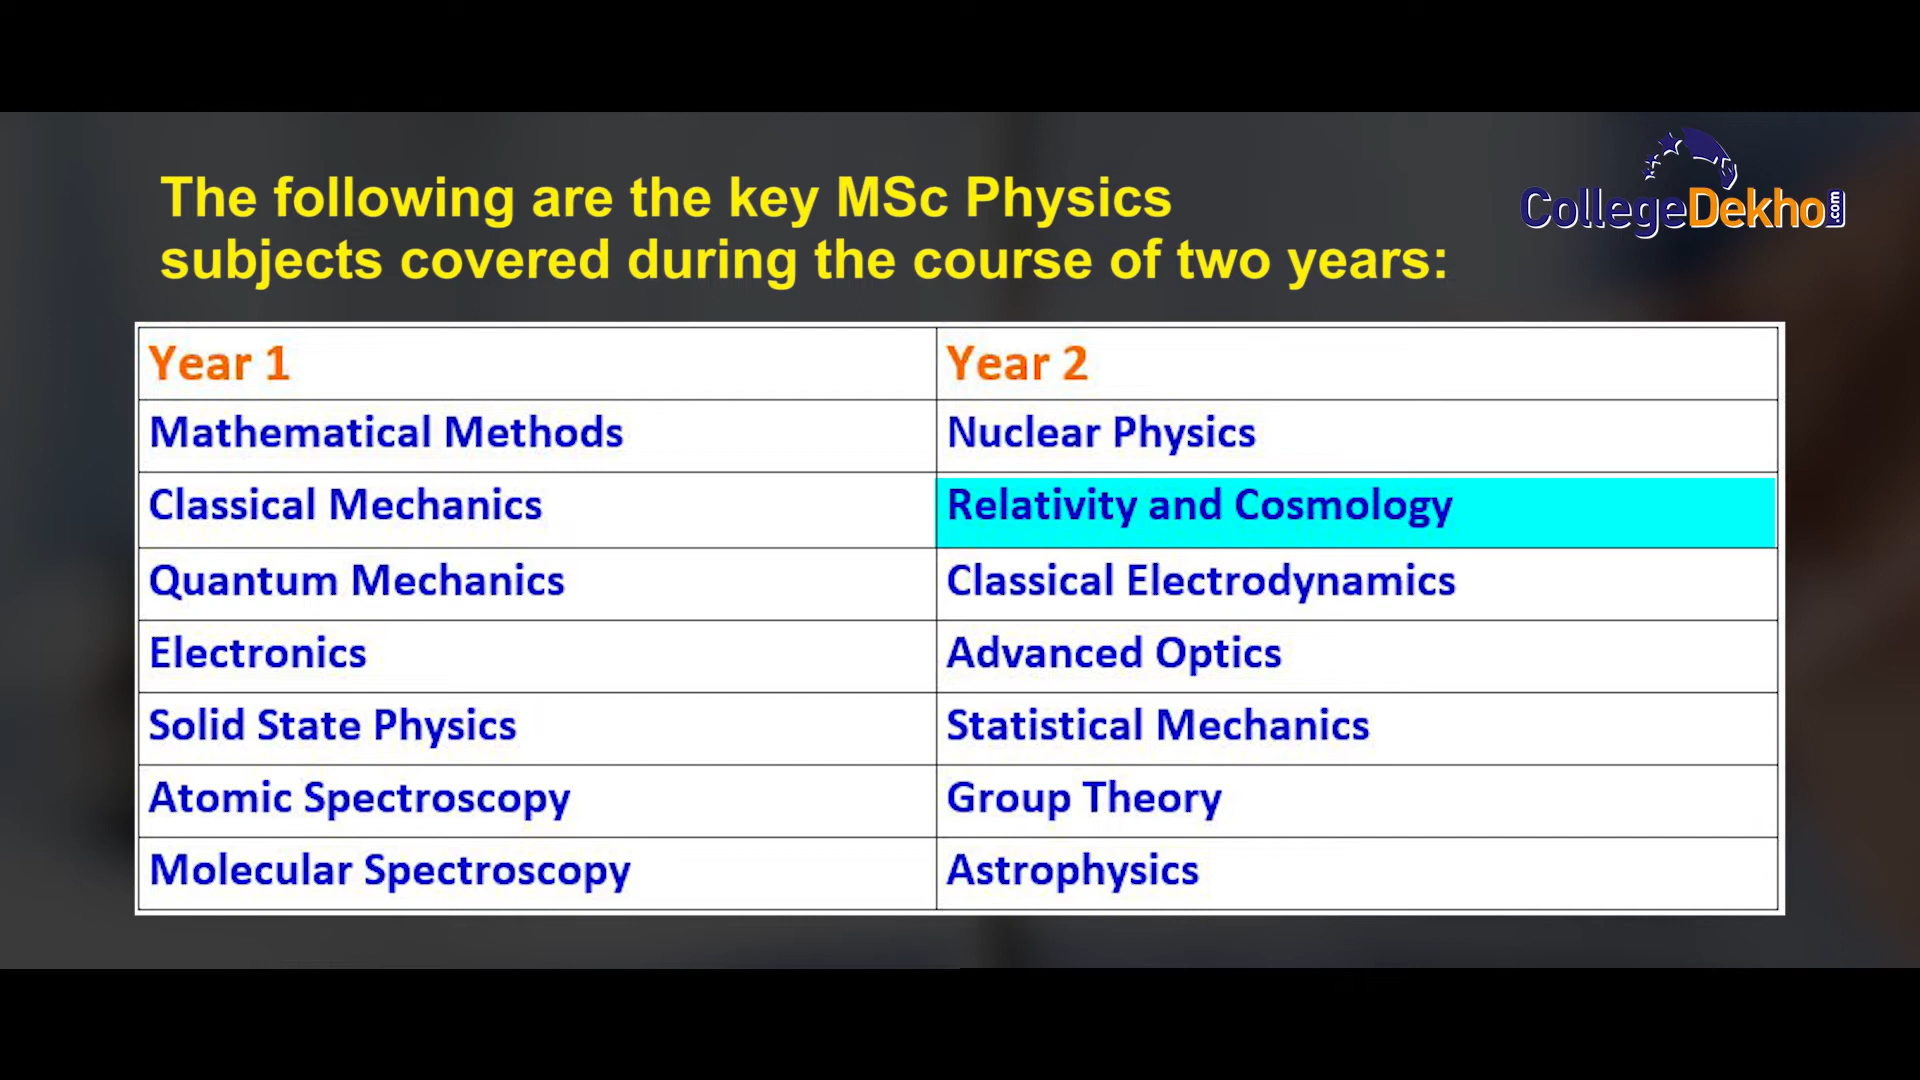 The following are the key MSc Physics
subjects covered during the course of two years:
CollegeDekho.com
Year 1 Year 2
Mathematical Methods Nuclear Physics
Classical Mechanics Relativity and Cosmology
Quantum Mechanics Classical Electrodynamics
Electronics Advanced Optics
Solid State Physics Statistical Mechanics
Atomic Spectroscopy Group Theory
Molecular Spectroscopy Astrophysics